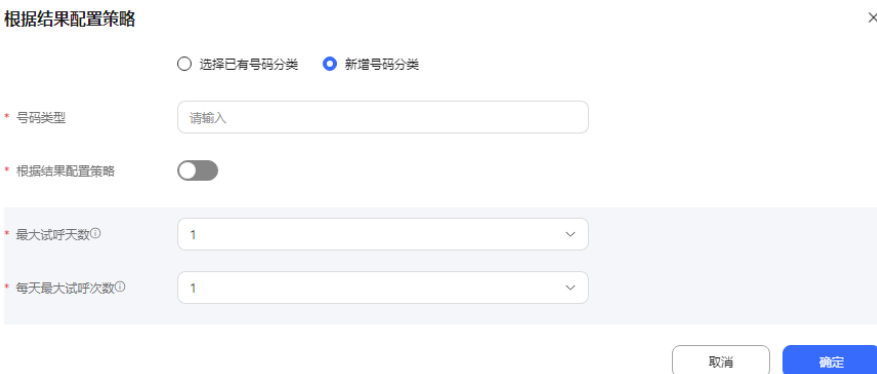 根据结果配置策略
选择已有号码分类 新增号码分类
* 号码类型 请输入
* 根据结果配置策略
* 最大试呼天数 1
* 每天最大试呼次数 1
取消 确定